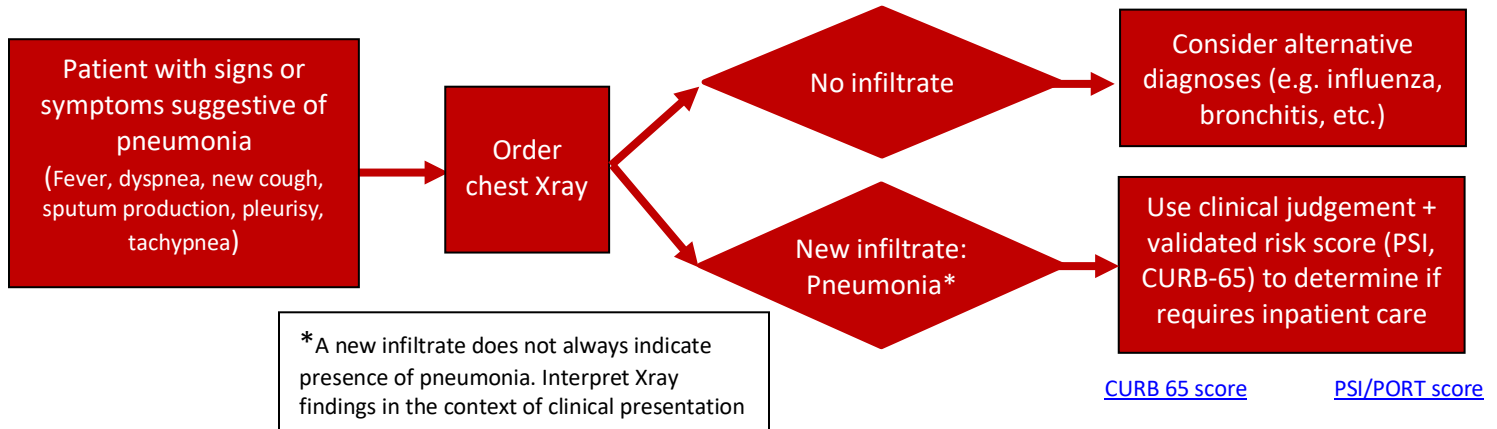 Patient with signs or
symptoms suggestive of
pneumonia
(Fever, dyspnea, new cough,
sputum production, pleurisy,
tachypnea)
Order
chest Xray
No infiltrate
Consider alternative
diagnoses (e.g. influenza,
bronchitis, etc.)
New infiltrate:
Pneumonia*
Use clinical judgement +
validated risk score (PSI,
CURB-65) to determine if
requires inpatient care
*A new infiltrate does not always indicate
presence of pneumonia. Interpret Xray
findings in the context of clinical presentation
CURB 65 score
PSI/PORT score